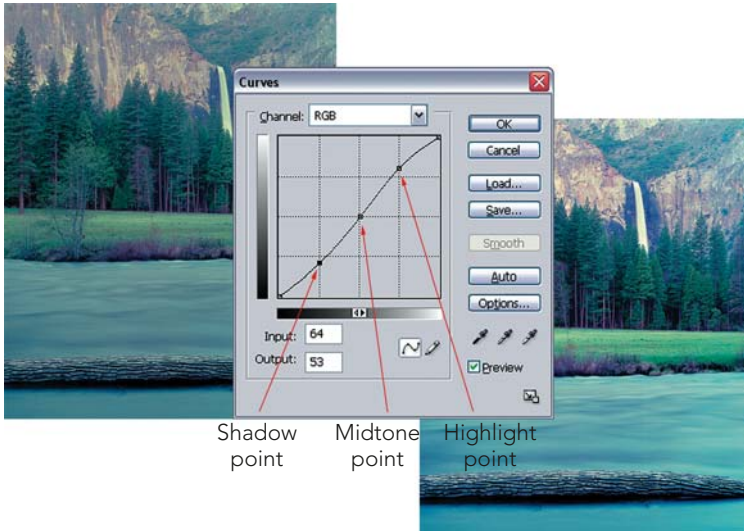 Curves
Channel: RGB
OK
Cancel
Load...
Save...
Smooth
Auto
Options...
Input: 64
Output: 53
Preview
Shadow point
Midtone point
Highlight point